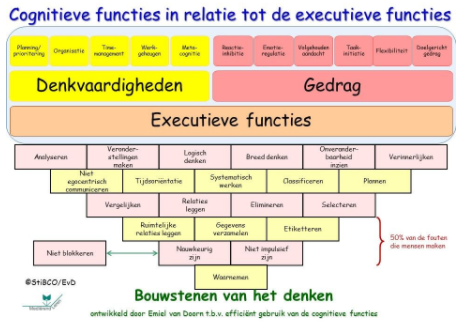 Cognitieve functies in relatie tot de executieve functies
Planning/
prioritering
Organisatie
Time-
management
Werk-
geheugen
Meta-
cognitie
Reactie-
inhibitie
Emotie-
regulatie
Volgehouden
aandacht
Taak-
initiatie
Flexibiliteit
Doelgericht
gedrag
Denkvaardigheden
Gedrag
Executieve functies
Analyseren
Veronder-
stellingen
maken
Logisch
denken
Breed denken
Onverander-
baarheid
inzien
Verinnerlijken
Niet
egocentrisch
communiceren
Tijdsoriëntatie
Systematisch
werken
Classificeren
Plannen
Vergelijken
Relaties
leggen
Elimineren
Selecteren
Ruimtelijke
relaties leggen
Gegevens
verzamelen
Etiketteren
50% van de fouten
die mensen maken
Niet blokkeren
Nauwkeurig
zijn
Niet impulsief
zijn
Waarnemen
©StiBCO/EvD
Bouwstenen van het denken
ontwikkeld door Emiel van Doorn t.b.v. efficiënt gebruik van de cognitieve functies